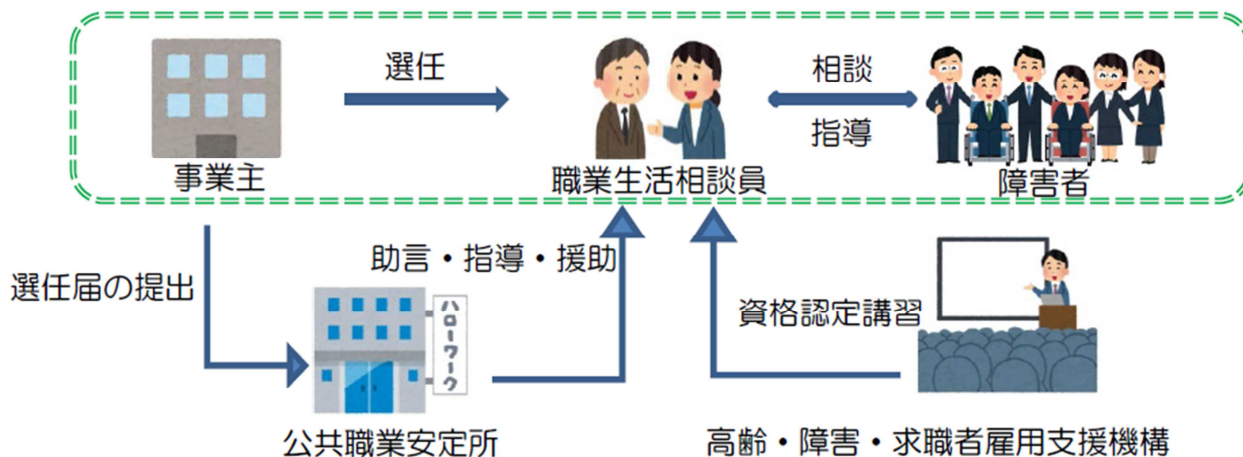 選任
相談
指導
事業主
職業生活相談員
障害者
選任届の提出
助言・指導・援助
資格認定講習
ハローワーク
公共職業安定所
高齢・障害・求職者雇用支援機構